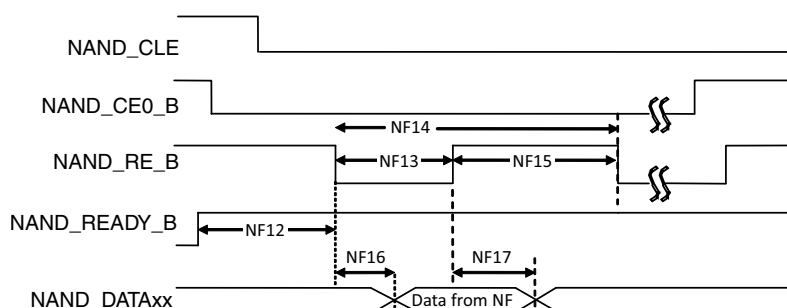 NAND_CLE
NAND_CE0_B
NF14
NAND_RE_B
NF13
NF15
NAND_READY_B
NF12
NF16
NF17
NAND_DATAxx
Data from NF